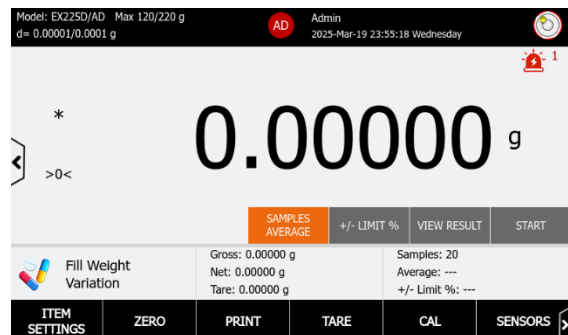 Model: EX225D/AD Max 120/220 g
d= 0.00001/0.0001 g
AD
Admin
2025-Mar-19 23:55:18 Wednesday
1
*
>0<
0.00000 g
SAMPLES AVERAGE
+/- LIMIT %
VIEW RESULT
START
Fill Weight
Variation
Gross: 0.00000 g
Net: 0.00000 g
Tare: 0.00000 g
Samples: 20
Average: ---
+/- Limit %: ---
ITEM
SETTINGS
ZERO
PRINT
TARE
CAL
SENSORS